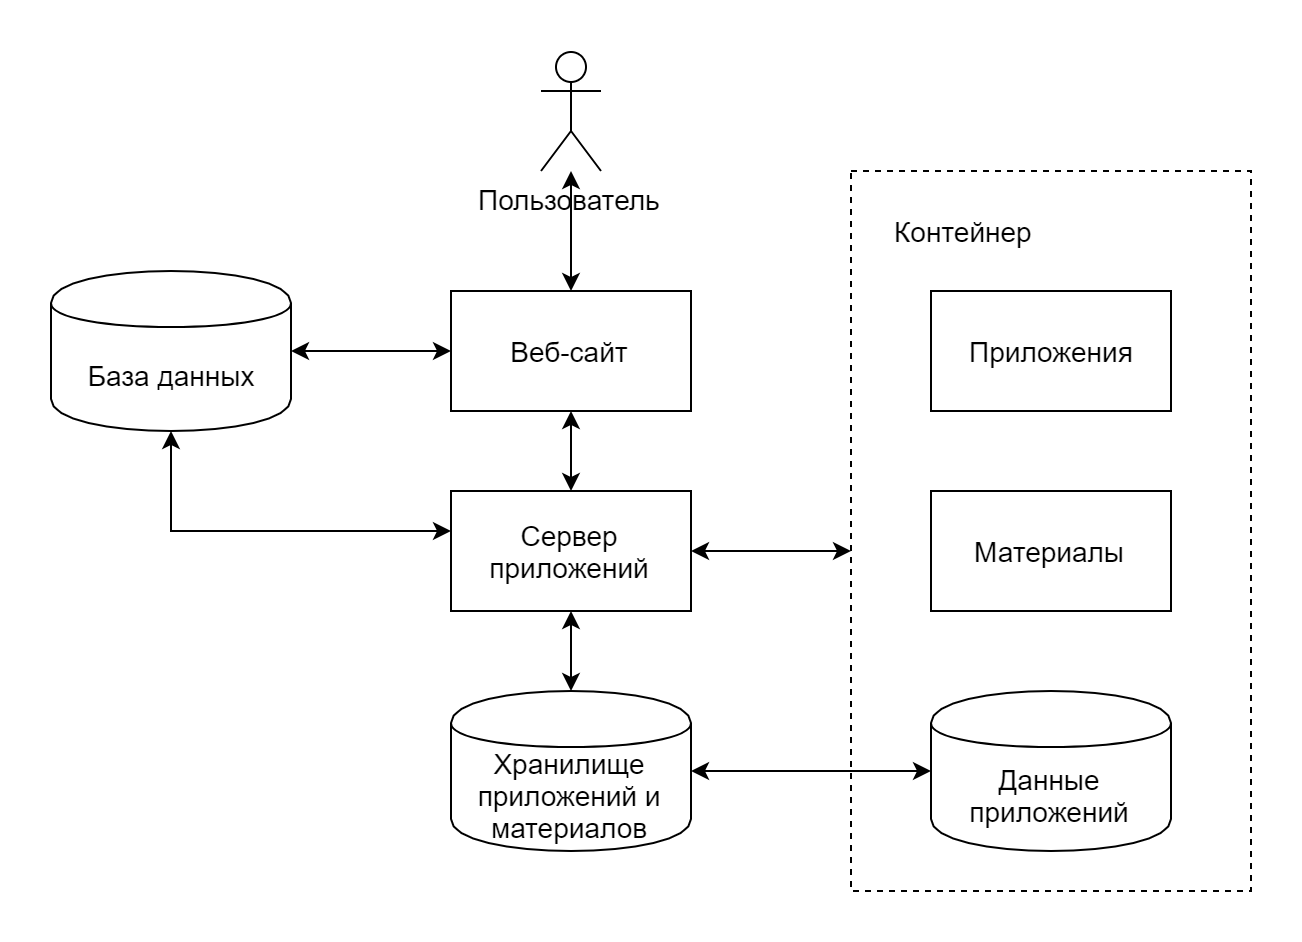 Пользователь
Контейнер
База данных
Веб-сайт
Приложения
Сервер
приложений
Материалы
Хранилище
приложений и
материалов
Данные
приложений